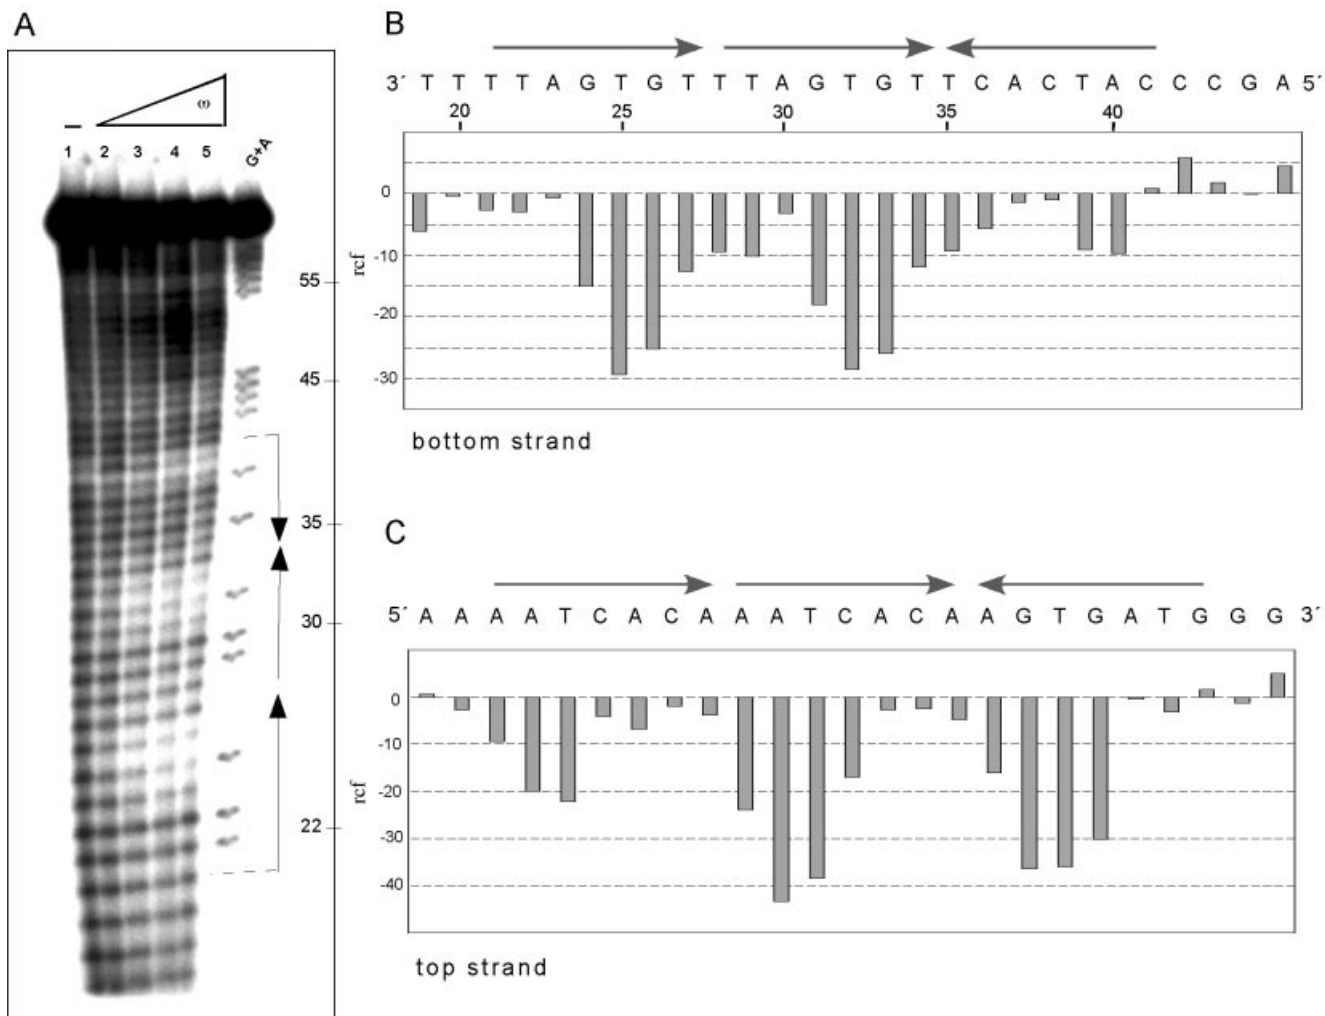 A
ω
1 2 3 4 5 G+A
55
45
35
30
22
B
3´ T T T T A G T G T T T A G T G T T C A C T A C C C G A 5´
20 25 30 35 40
0
-10
-20
-30
rcf
bottom strand
C
5´ A A A A T C A C A A A T C A C A A G T G A T G G G 3´
0
-10
-20
-30
-40
rcf
top strand